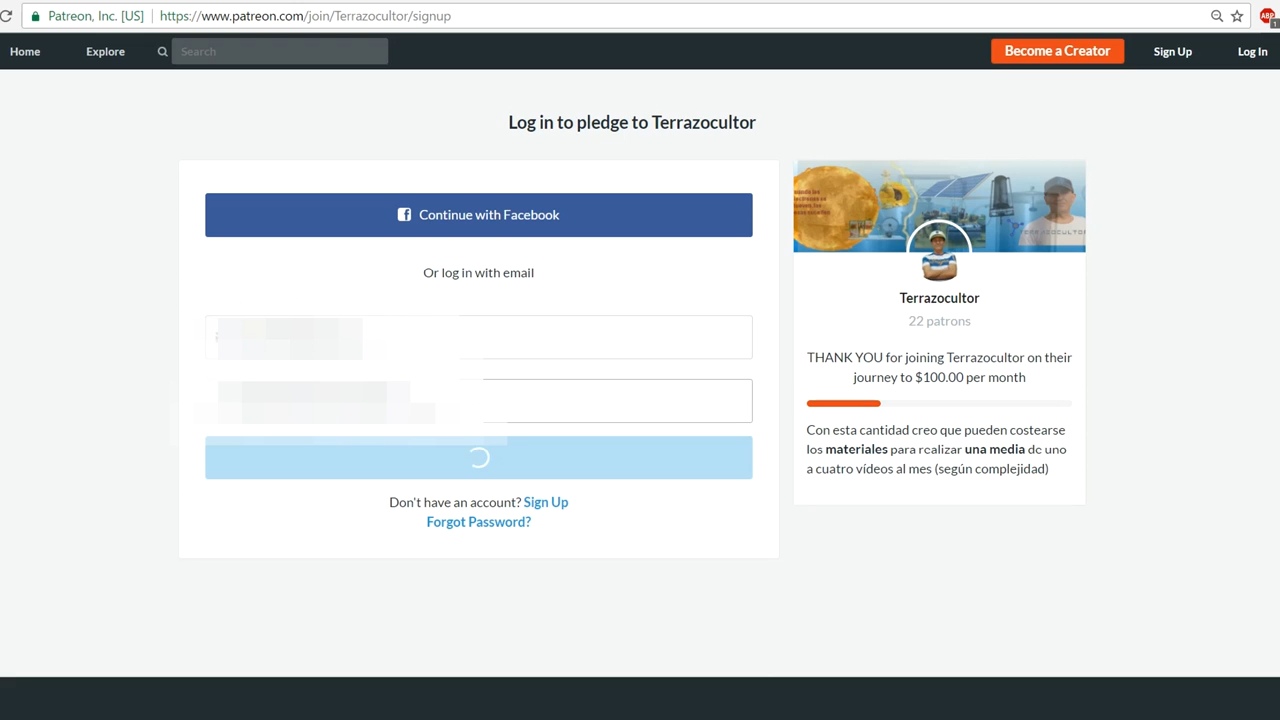 Patreon, Inc. [US]
https://www.patreon.com/join/Terrazocultor/signup
ABP
1
Home
Explore
Search
Become a Creator
Sign Up
Log In
Log in to pledge to Terrazocultor
Continue with Facebook
Or log in with email
Don't have an account? Sign Up
Forgot Password?
TERRAZOCULTOR
Terrazocultor
22 patrons
THANK YOU for joining Terrazocultor on their
journey to $100.00 per month
Con esta cantidad creo que pueden costearse
los materiales para realizar una media de uno
a cuatro vídeos al mes (según complejidad)